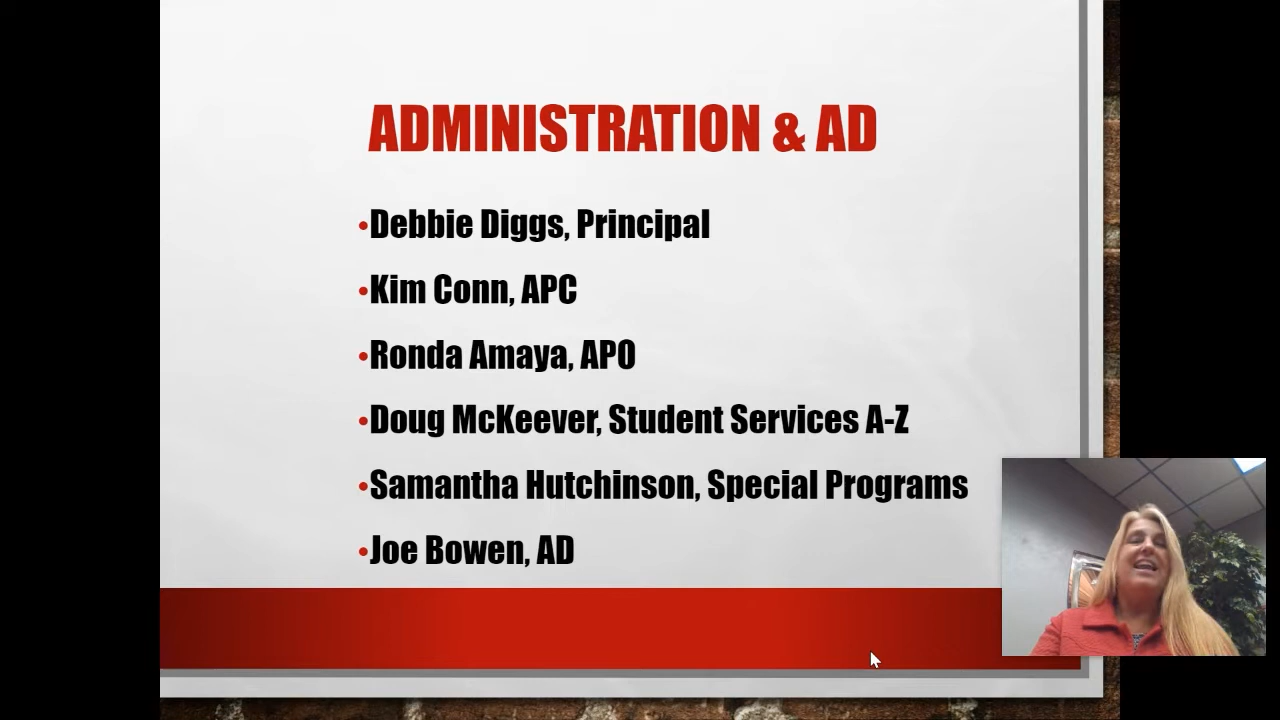 ADMINISTRATION & AD
•Debbie Diggs, Principal
•Kim Conn, APC
•Ronda Amaya, APO
•Doug McKeever, Student Services A-Z
•Samantha Hutchinson, Special Programs
•Joe Bowen, AD